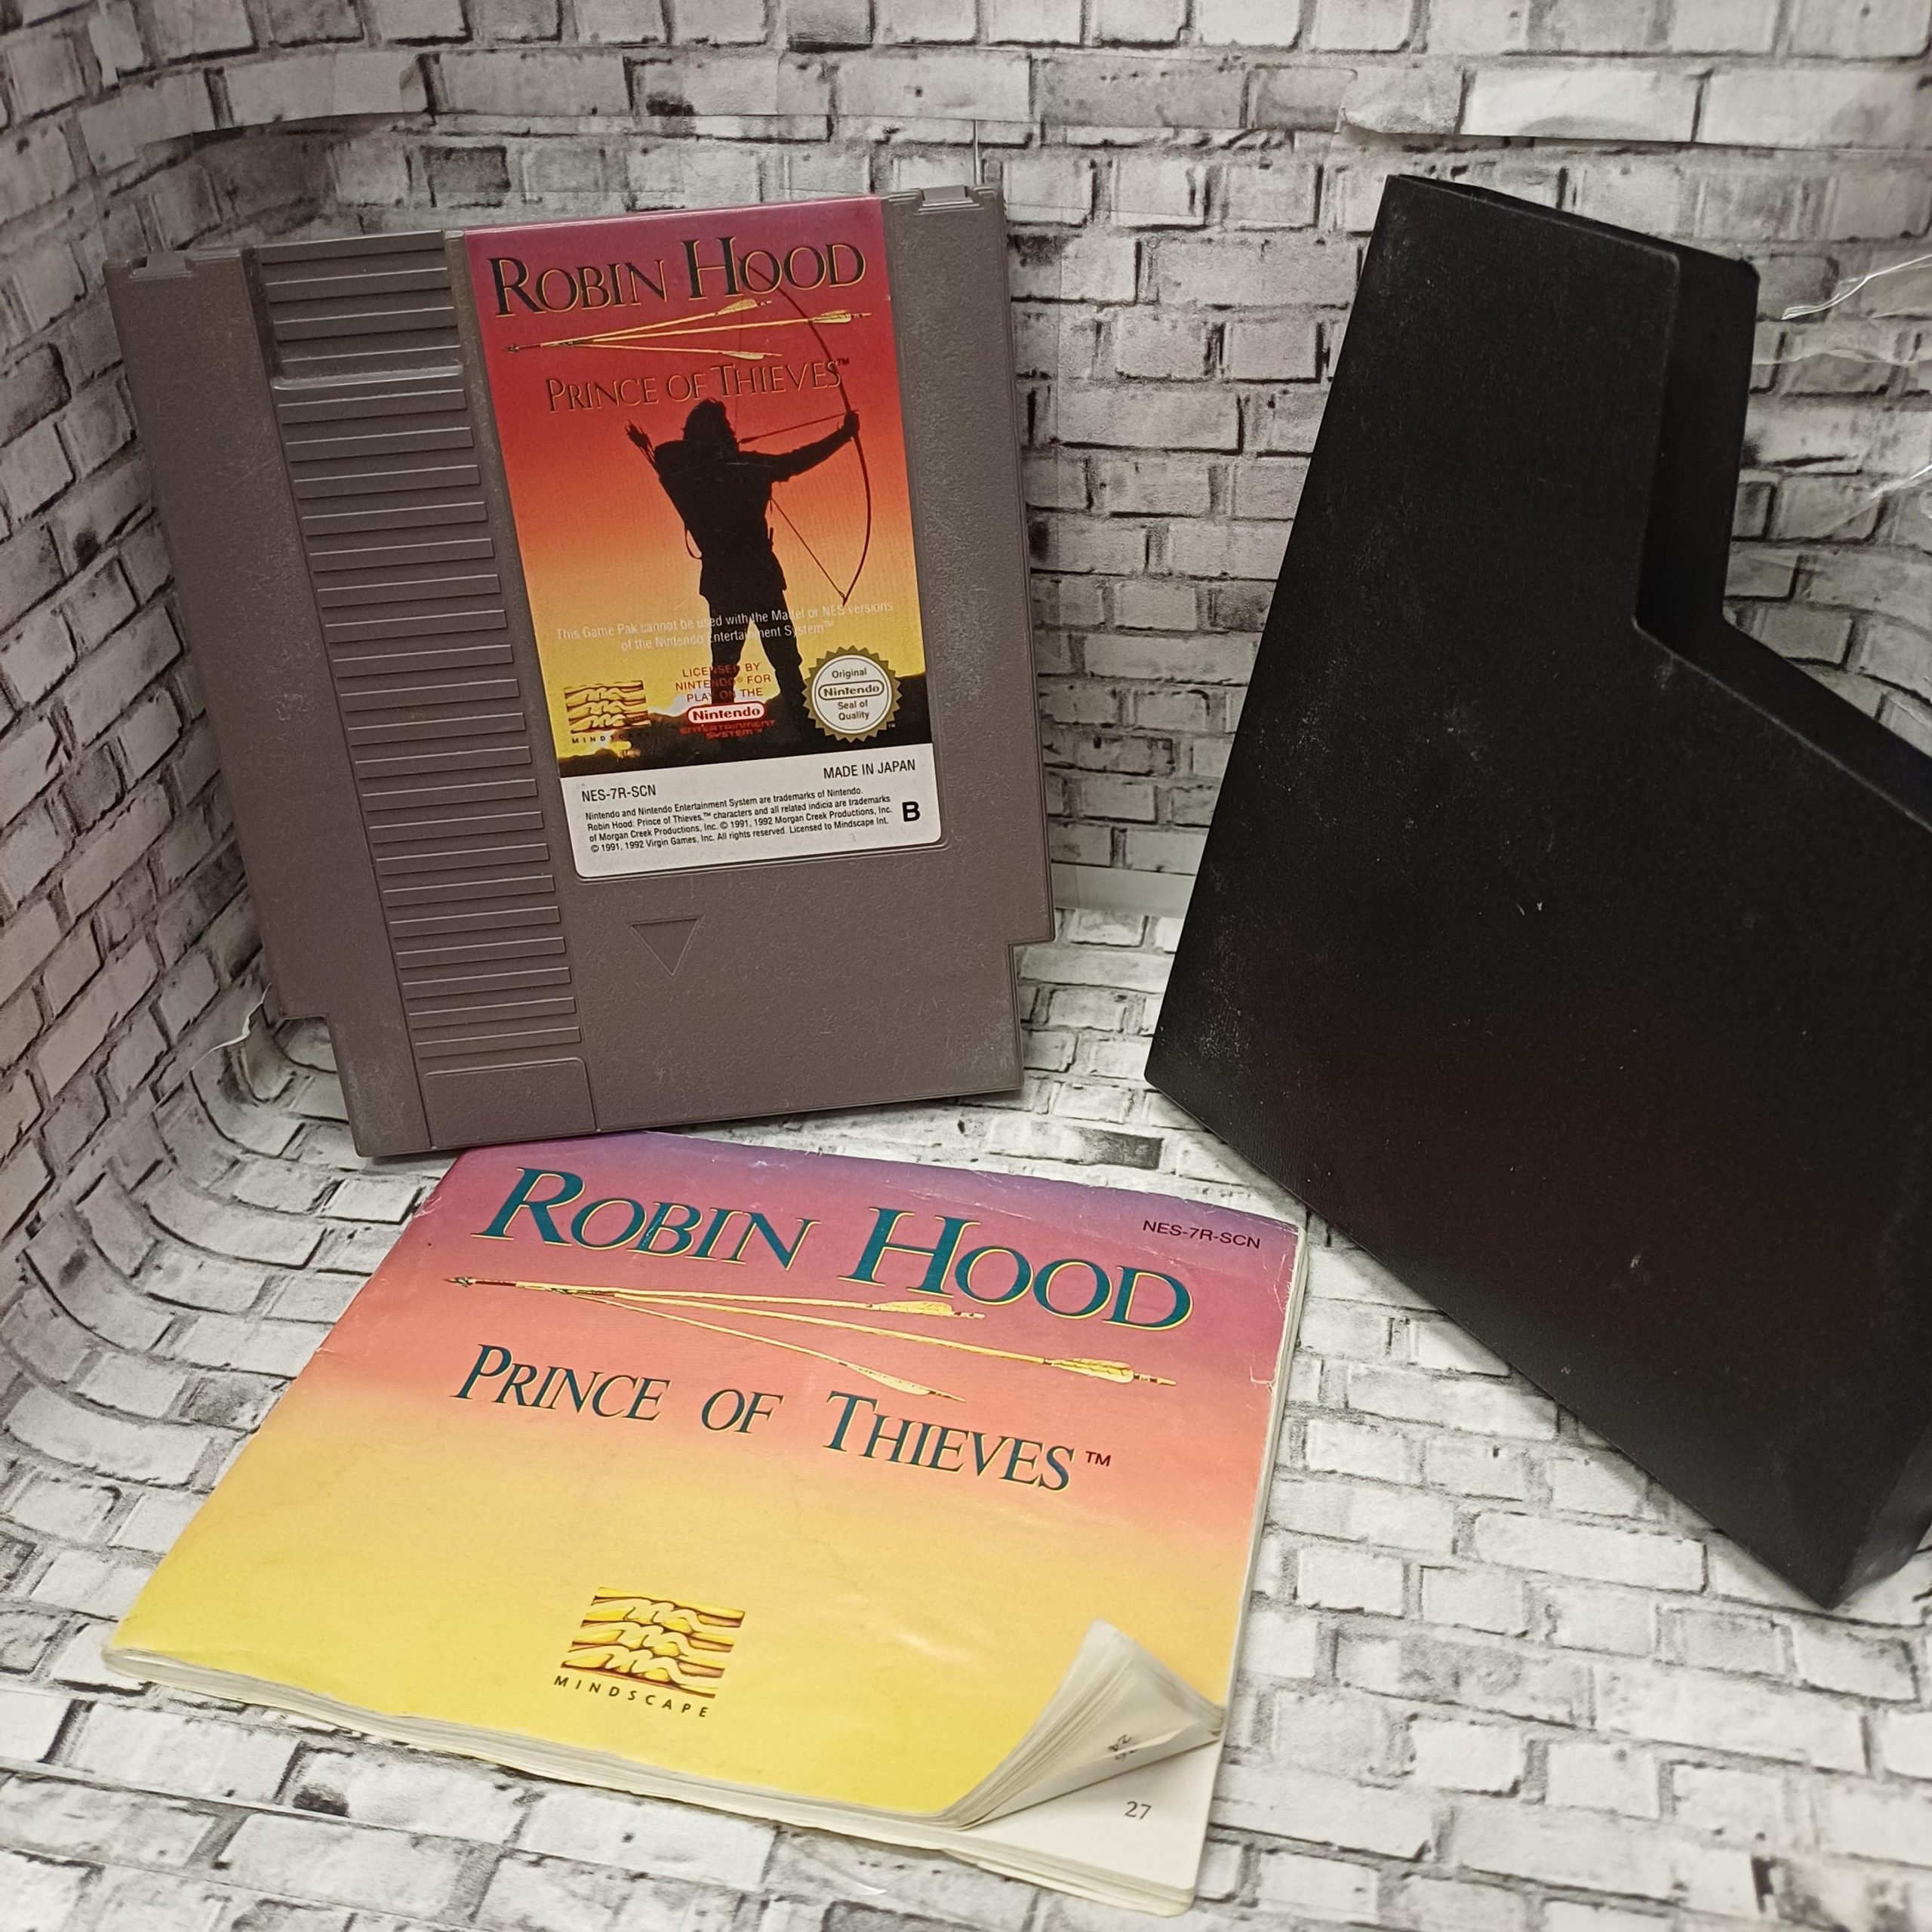 ROBIN HOOD
PRINCE OF THIEVES™
This Game Pak cannot be used with the Mattel or NES versions
of the Nintendo Entertainment System™
LICENSED BY
NINTENDO® FOR
PLAY ON THE
Nintendo
ENTERTAINMENT
SYSTEM
MINDSCAPE
Original
Nintendo
Seal of
Quality
™
MADE IN JAPAN
NES-7R-SCN
Nintendo and Nintendo Entertainment System are trademarks of Nintendo.
Robin Hood. Prince of Thieves,™ characters and all related indicia are trademarks
of Morgan Creek Productions, Inc. © 1991, 1992 Morgan Creek Productions, Inc.
© 1991, 1992 Virgin Games, Inc. All rights reserved. Licensed to Mindscape Int.
B
NES-7R-SCN
ROBIN HOOD
PRINCE OF THIEVES™
MINDSCAPE
27